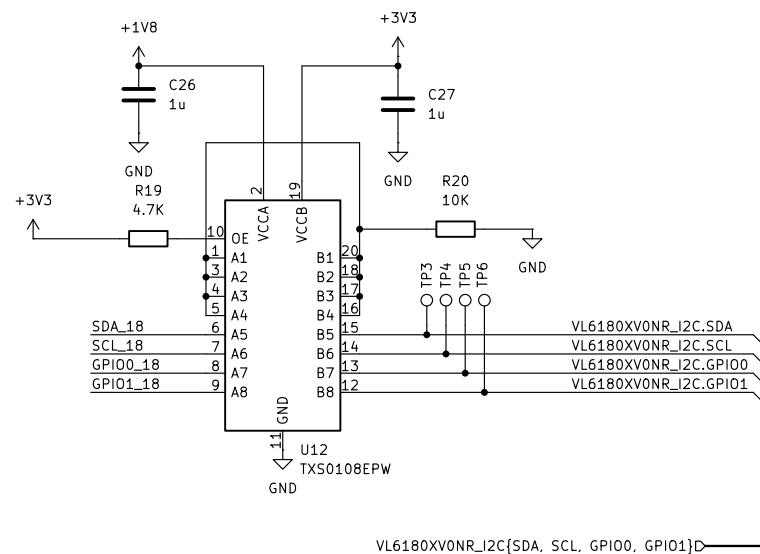 +1V8
+3V3
C26
1u
C27
1u
GND
GND
R19
4.7K
R20
10K
+3V3
GND
2
19
VCCA
VCCB
10
OE
1
A1
B1
20
3
A2
B2
18
4
A3
B3
17
5
A4
B4
16
TP3
TP4
TP5
TP6
SDA_18
6
A5
B5
15
VL6180XV0NR_I2C.SDA
SCL_18
7
A6
B6
14
VL6180XV0NR_I2C.SCL
GPIO0_18
8
A7
B7
13
VL6180XV0NR_I2C.GPIO0
GPIO1_18
9
A8
B8
12
VL6180XV0NR_I2C.GPIO1
GND
11
U12
TXS0108EPW
GND
VL6180XV0NR_I2C{SDA, SCL, GPIO0, GPIO1}